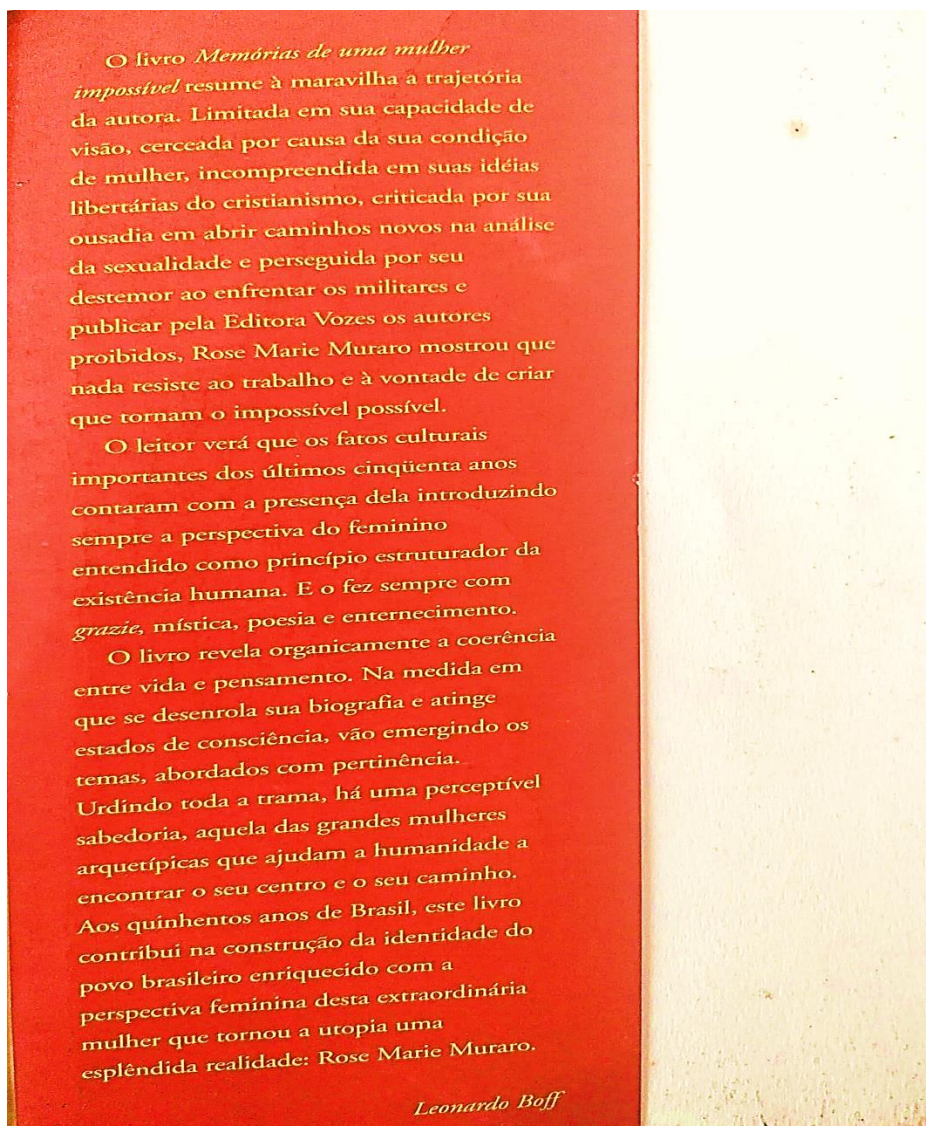 O livro Memórias de uma mulher
impossível resume à maravilha a trajetória
da autora. Limitada em sua capacidade de
visão, cerceada por causa da sua condição
de mulher, incompreendida em suas idéias
libertárias do cristianismo, criticada por sua
ousadia em abrir caminhos novos na análise
da sexualidade e perseguida por seu
destemor ao enfrentar os militares e
publicar pela Editora Vozes os autores
proibidos, Rose Marie Muraro mostrou que
nada resiste ao trabalho e à vontade de criar
que tornam o impossível possível.
O leitor verá que os fatos culturais
importantes dos últimos cinqüenta anos
contaram com a presença dela introduzindo
sempre a perspectiva do feminino
entendido como princípio estruturador da
existência humana. E o fez sempre com
grazie, mística, poesia e enternecimento.
O livro revela organicamente a coerência
entre vida e pensamento. Na medida em
que se desenrola sua biografia e atinge
estados de consciência, vão emergindo os
temas, abordados com pertinência.
Urdindo toda a trama, há uma perceptível
sabedoria, aquela das grandes mulheres
arquetípicas que ajudam a humanidade a
encontrar o seu centro e o seu caminho.
Aos quinhentos anos de Brasil, este livro
contribui na construção da identidade do
povo brasileiro enriquecido com a
perspectiva feminina desta extraordinária
mulher que tornou a utopia uma
esplêndida realidade: Rose Marie Muraro.
Leonardo Boff